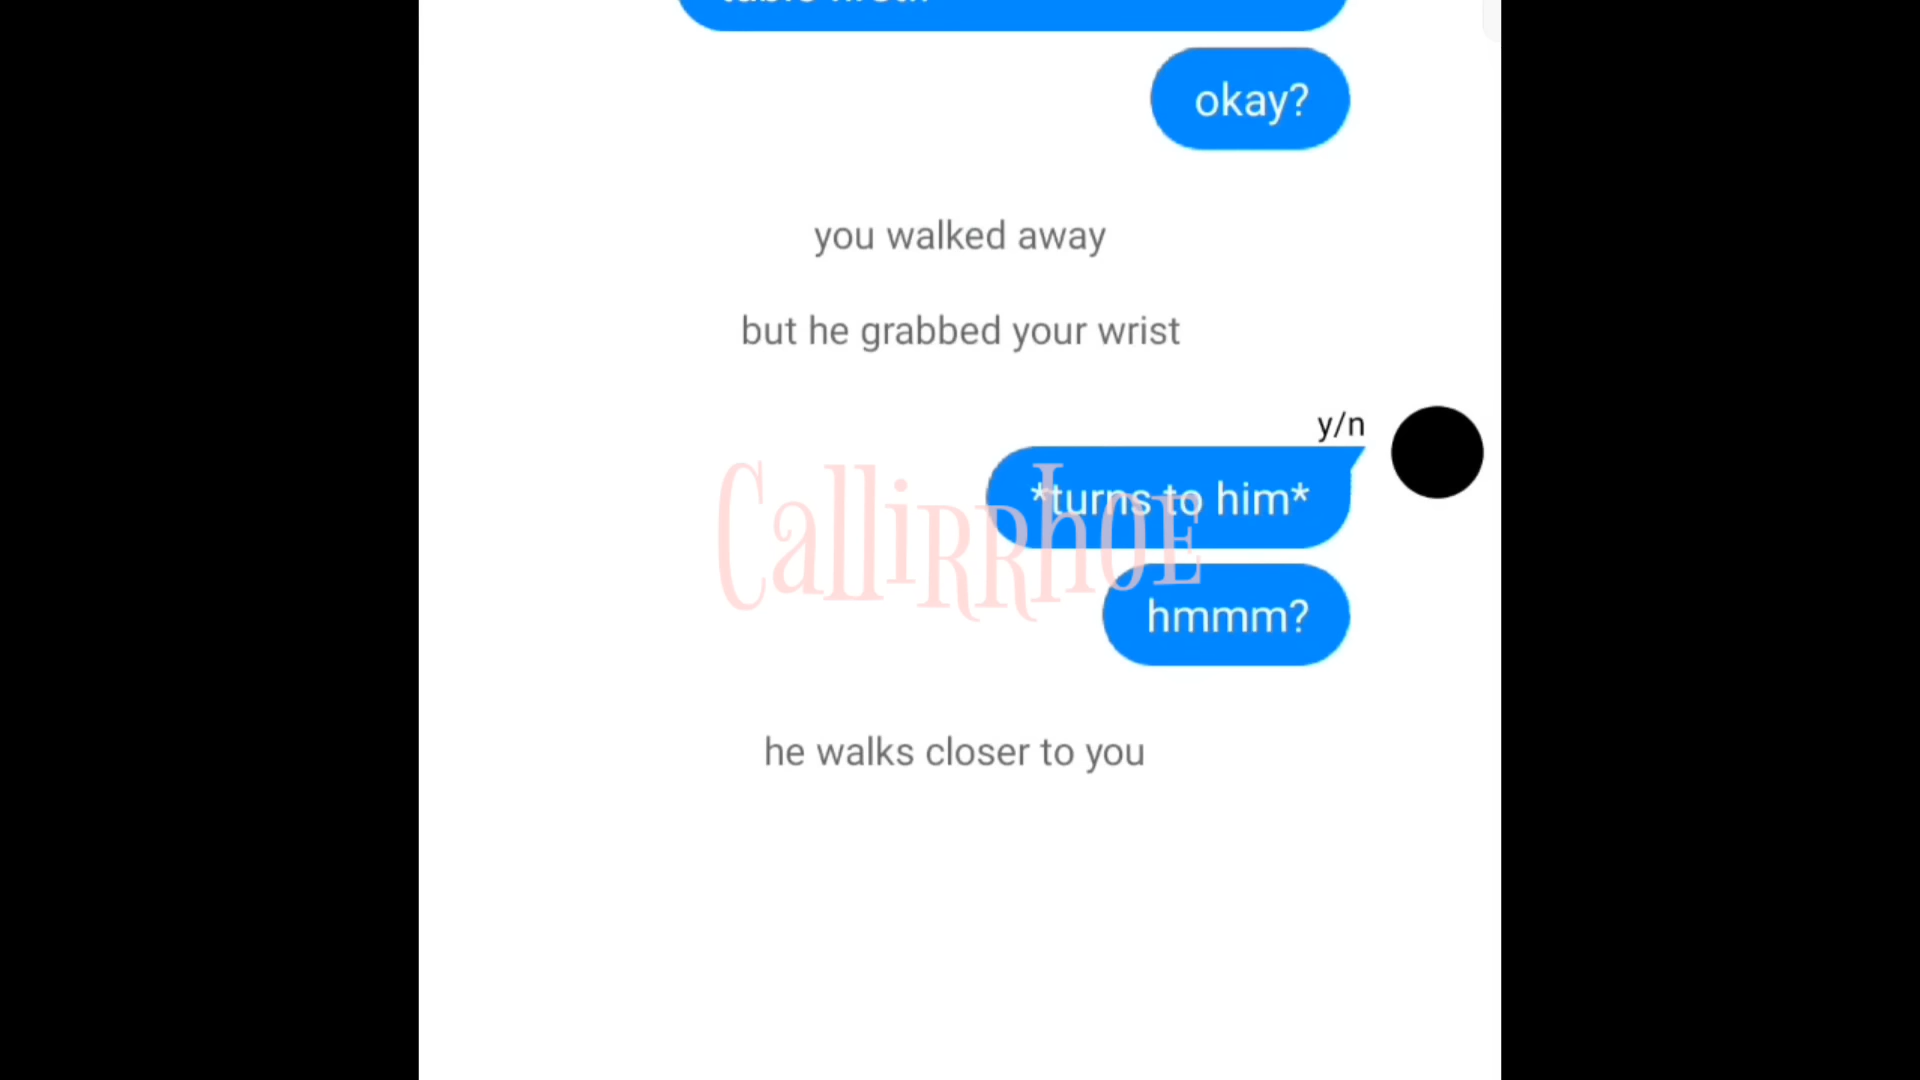 okay?
you walked away
but he grabbed your wrist
y/n
*turns to him*
CallirrhoE
hmmm?
he walks closer to you